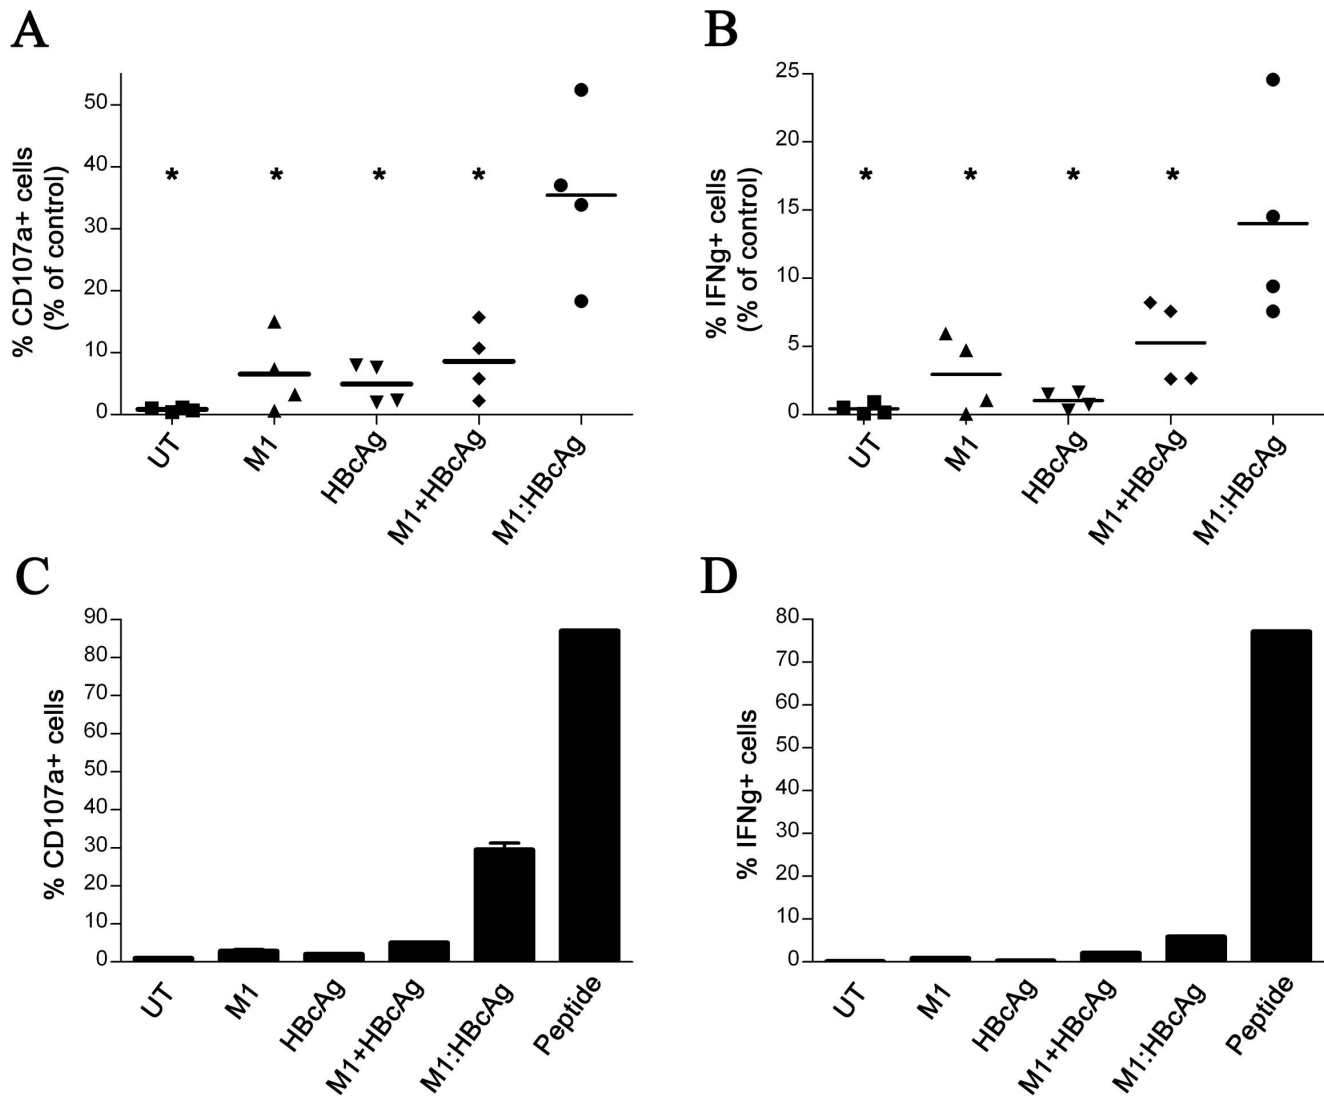 A
% CD107a+ cells
(% of control)
50
40
30
20
10
0
* * * *
UT
M1
HBcAg
M1+HBcAg
M1:HBcAg
B
% IFNg+ cells
(% of control)
25
20
15
10
5
0
* * * *
UT
M1
HBcAg
M1+HBcAg
M1:HBcAg
C
% CD107a+ cells
90
80
70
60
50
40
30
20
10
0
UT
M1
HBcAg
M1+HBcAg
M1:HBcAg
Peptide
D
% IFNg+ cells
80
70
60
50
40
30
20
10
0
UT
M1
HBcAg
M1+HBcAg
M1:HBcAg
Peptide